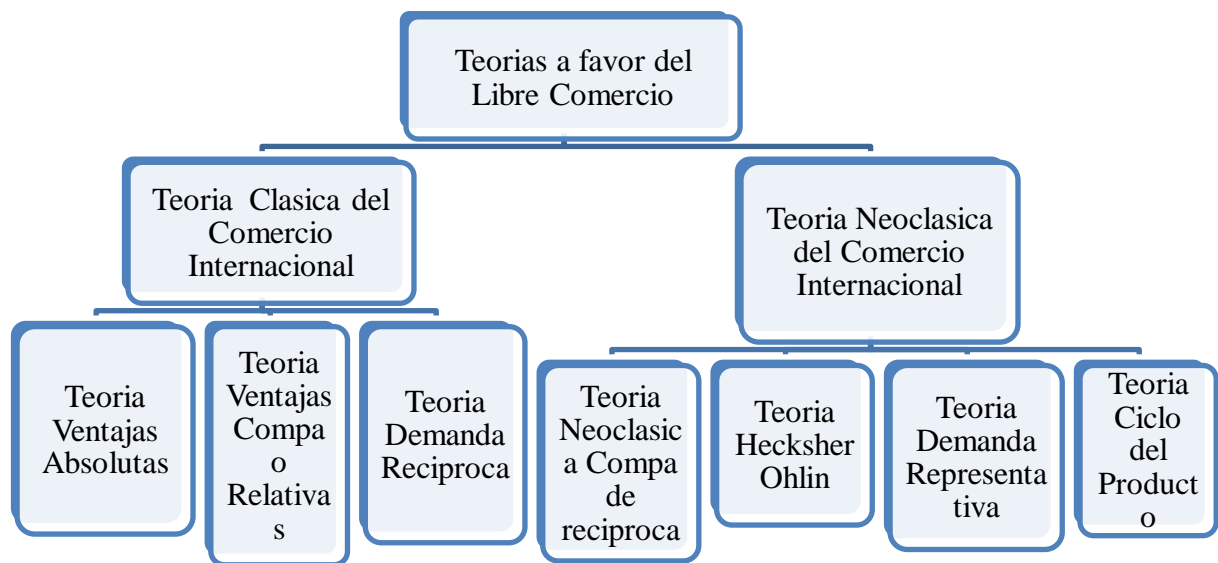 Teorias a favor del
Libre Comercio
Teoria Clasica del
Comercio
Internacional
Teoria Neoclasica
del Comercio
Internacional
Teoria
Ventajas
Absolutas
Teoria
Ventajas
Compa
o
Relativa
s
Teoria
Demanda
Reciproca
Teoria
Neoclasic
a Compa
de
reciproca
Teoria
Hecksher
Ohlin
Teoria
Demanda
Representa
tiva
Teoria
Ciclo
del
Product
o